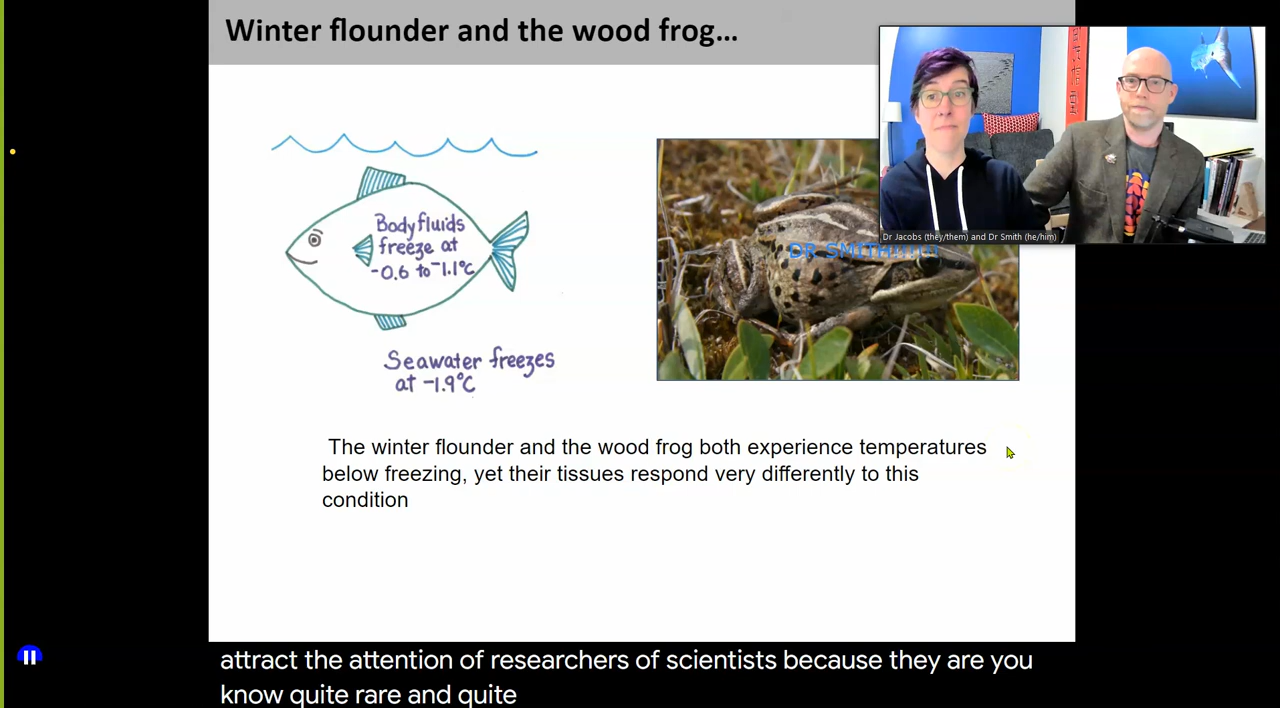 Winter flounder and the wood frog...
Body fluids
freeze at
-0.6 to -1.1°C
Seawater freezes
at -1.9°C
DR SMITH!!!!!!!
Dr Jacobs (they/them) and Dr Smith (he/him)
The winter flounder and the wood frog both experience temperatures
below freezing, yet their tissues respond very differently to this
condition
attract the attention of researchers of scientists because they are you
know quite rare and quite